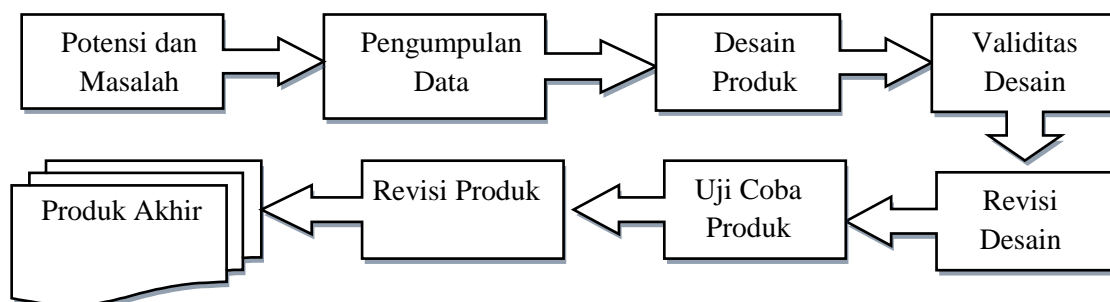 Potensi dan
Masalah
Pengumpulan
Data
Desain
Produk
Validitas
Desain
Revisi
Desain
Uji Coba
Produk
Revisi Produk
Produk Akhir